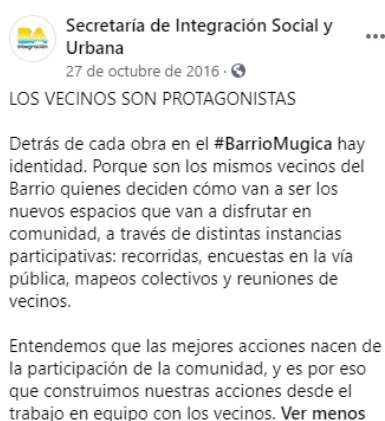 BA
Integración
Secretaría de Integración Social y
Urbana
27 de octubre de 2016 ·
LOS VECINOS SON PROTAGONISTAS
Detrás de cada obra en el #BarrioMugica hay
identidad. Porque son los mismos vecinos del
Barrio quienes deciden cómo van a ser los
nuevos espacios que van a disfrutar en
comunidad, a través de distintas instancias
participativas: recorridas, encuestas en la vía
pública, mapeos colectivos y reuniones de
vecinos.
Entendemos que las mejores acciones nacen de
la participación de la comunidad, y es por eso
que construimos nuestras acciones desde el
trabajo en equipo con los vecinos. Ver menos